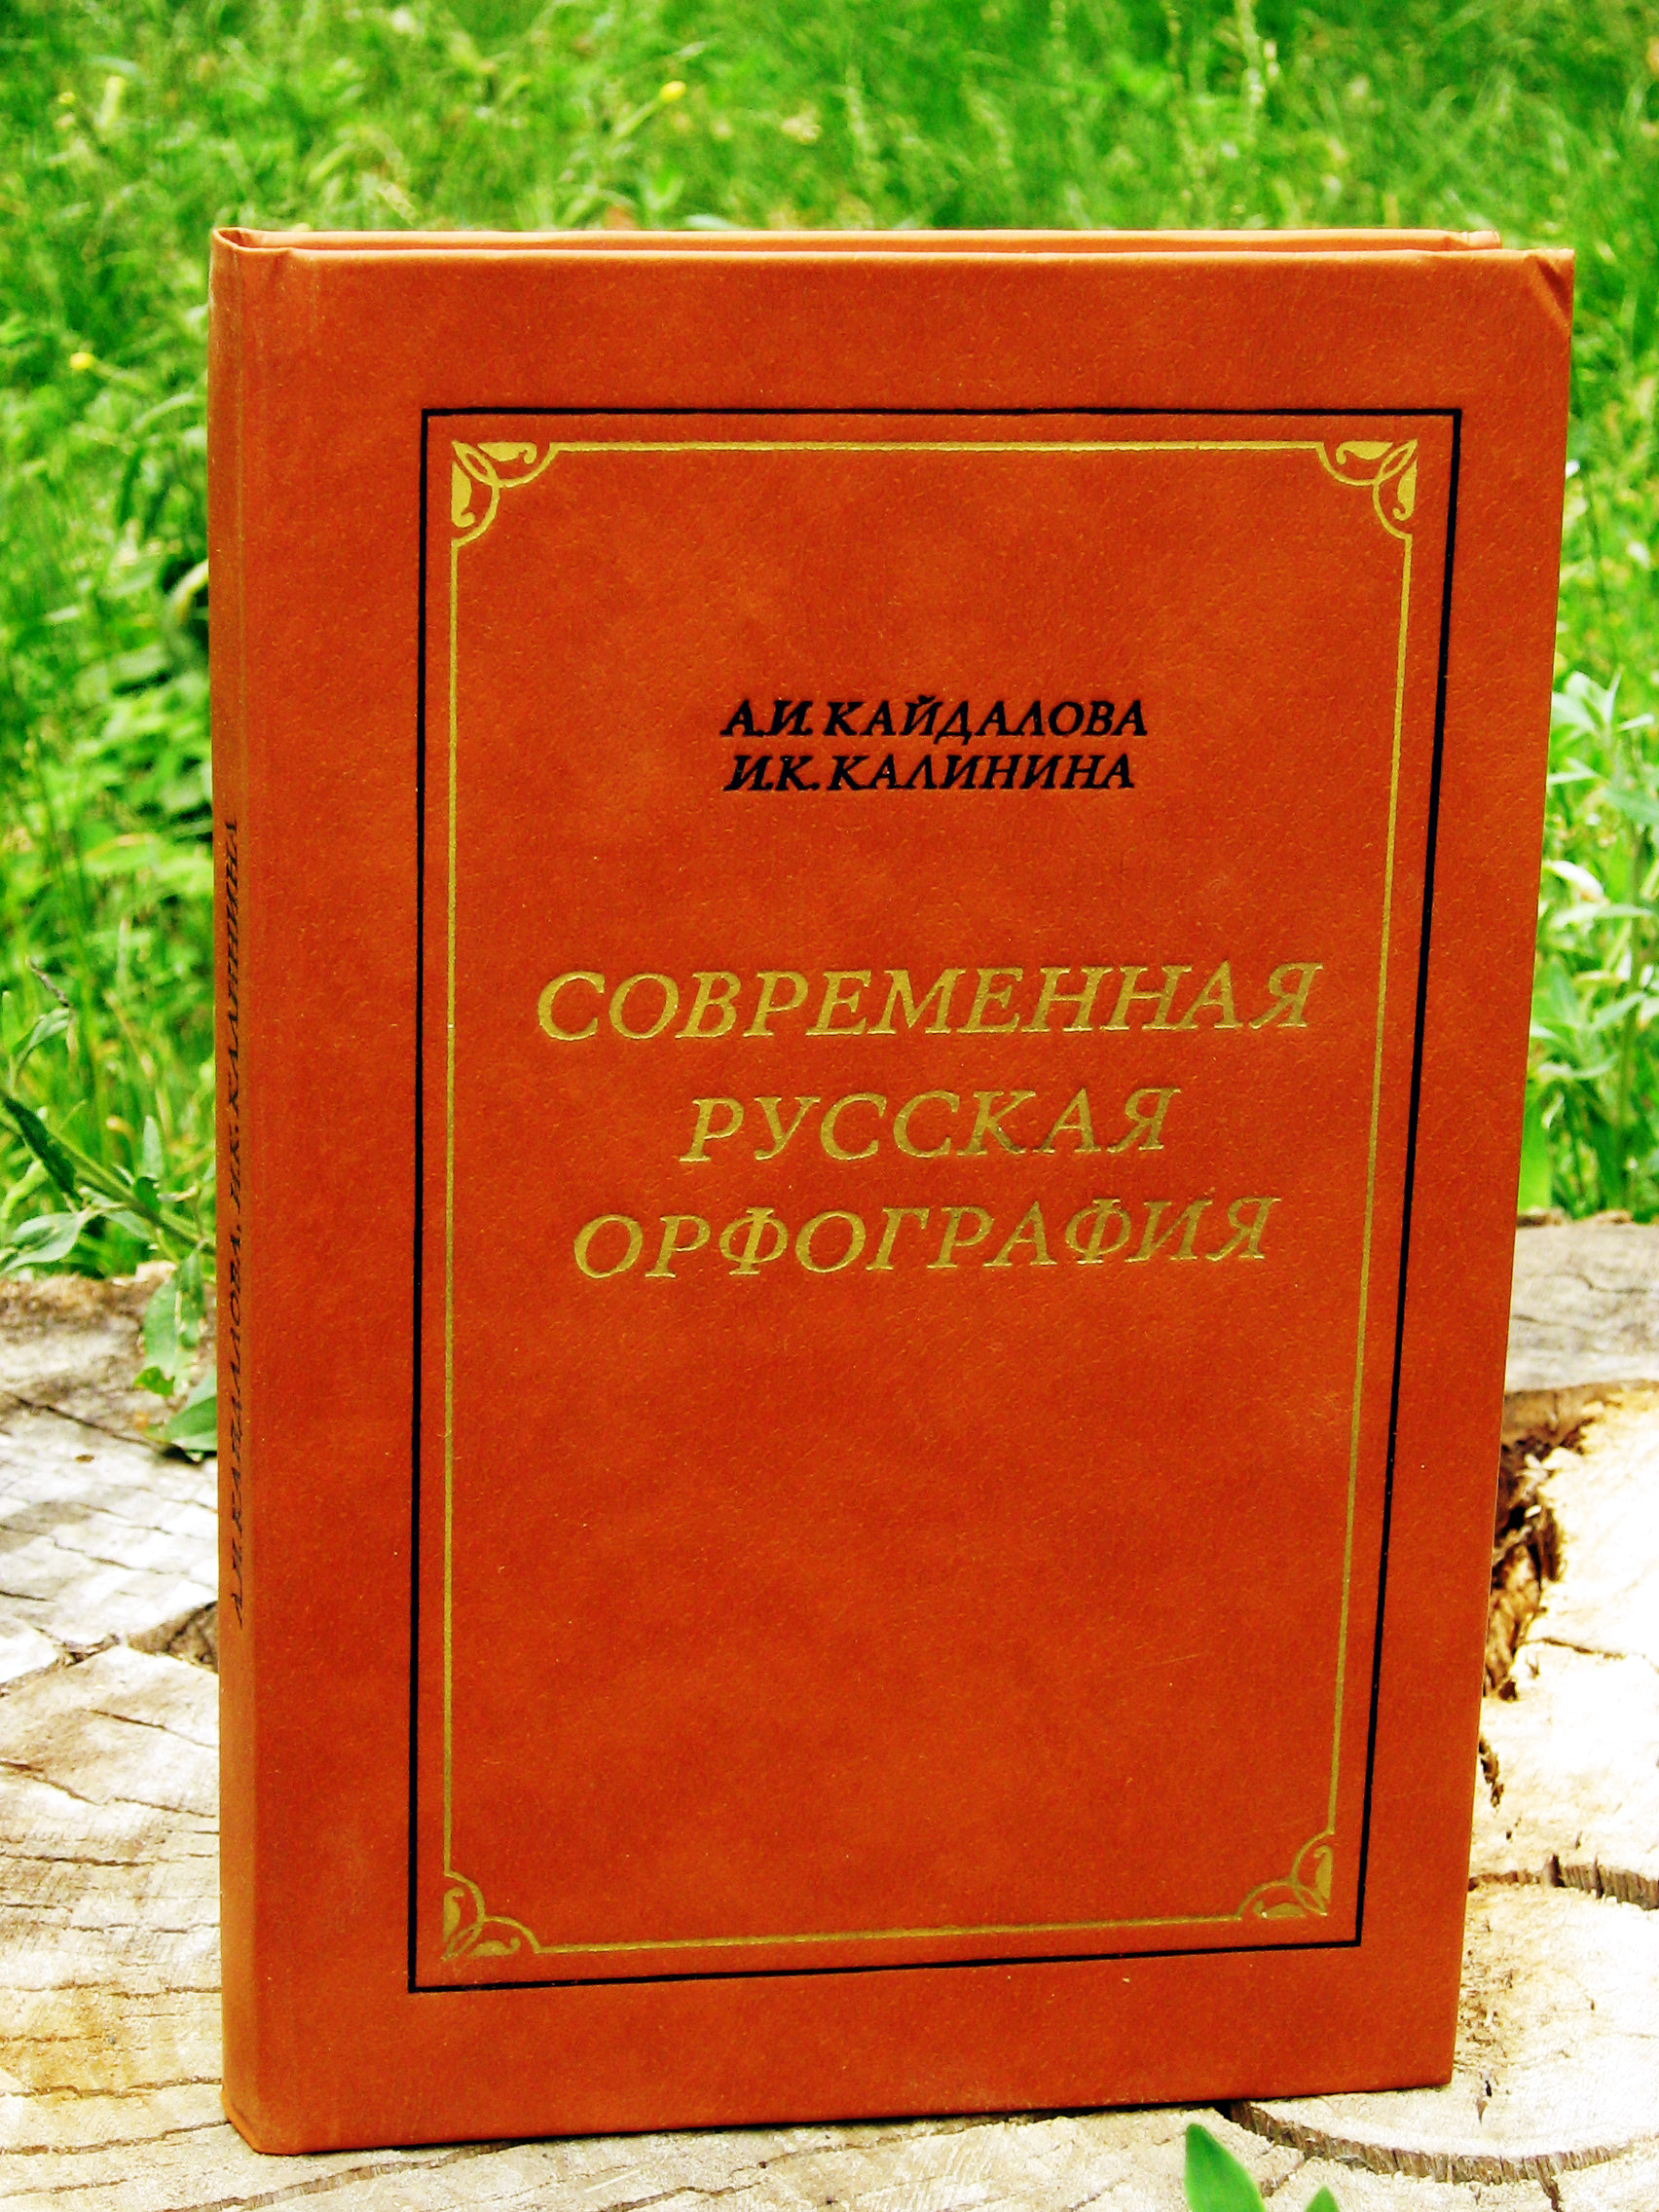 А.И. КАЙДАЛОВА
И.К. КАЛИНИНА
СОВРЕМЕННАЯ
РУССКАЯ
ОРФОГРАФИЯ
А.И. КАЙДАЛОВА, И.К. КАЛИНИНА